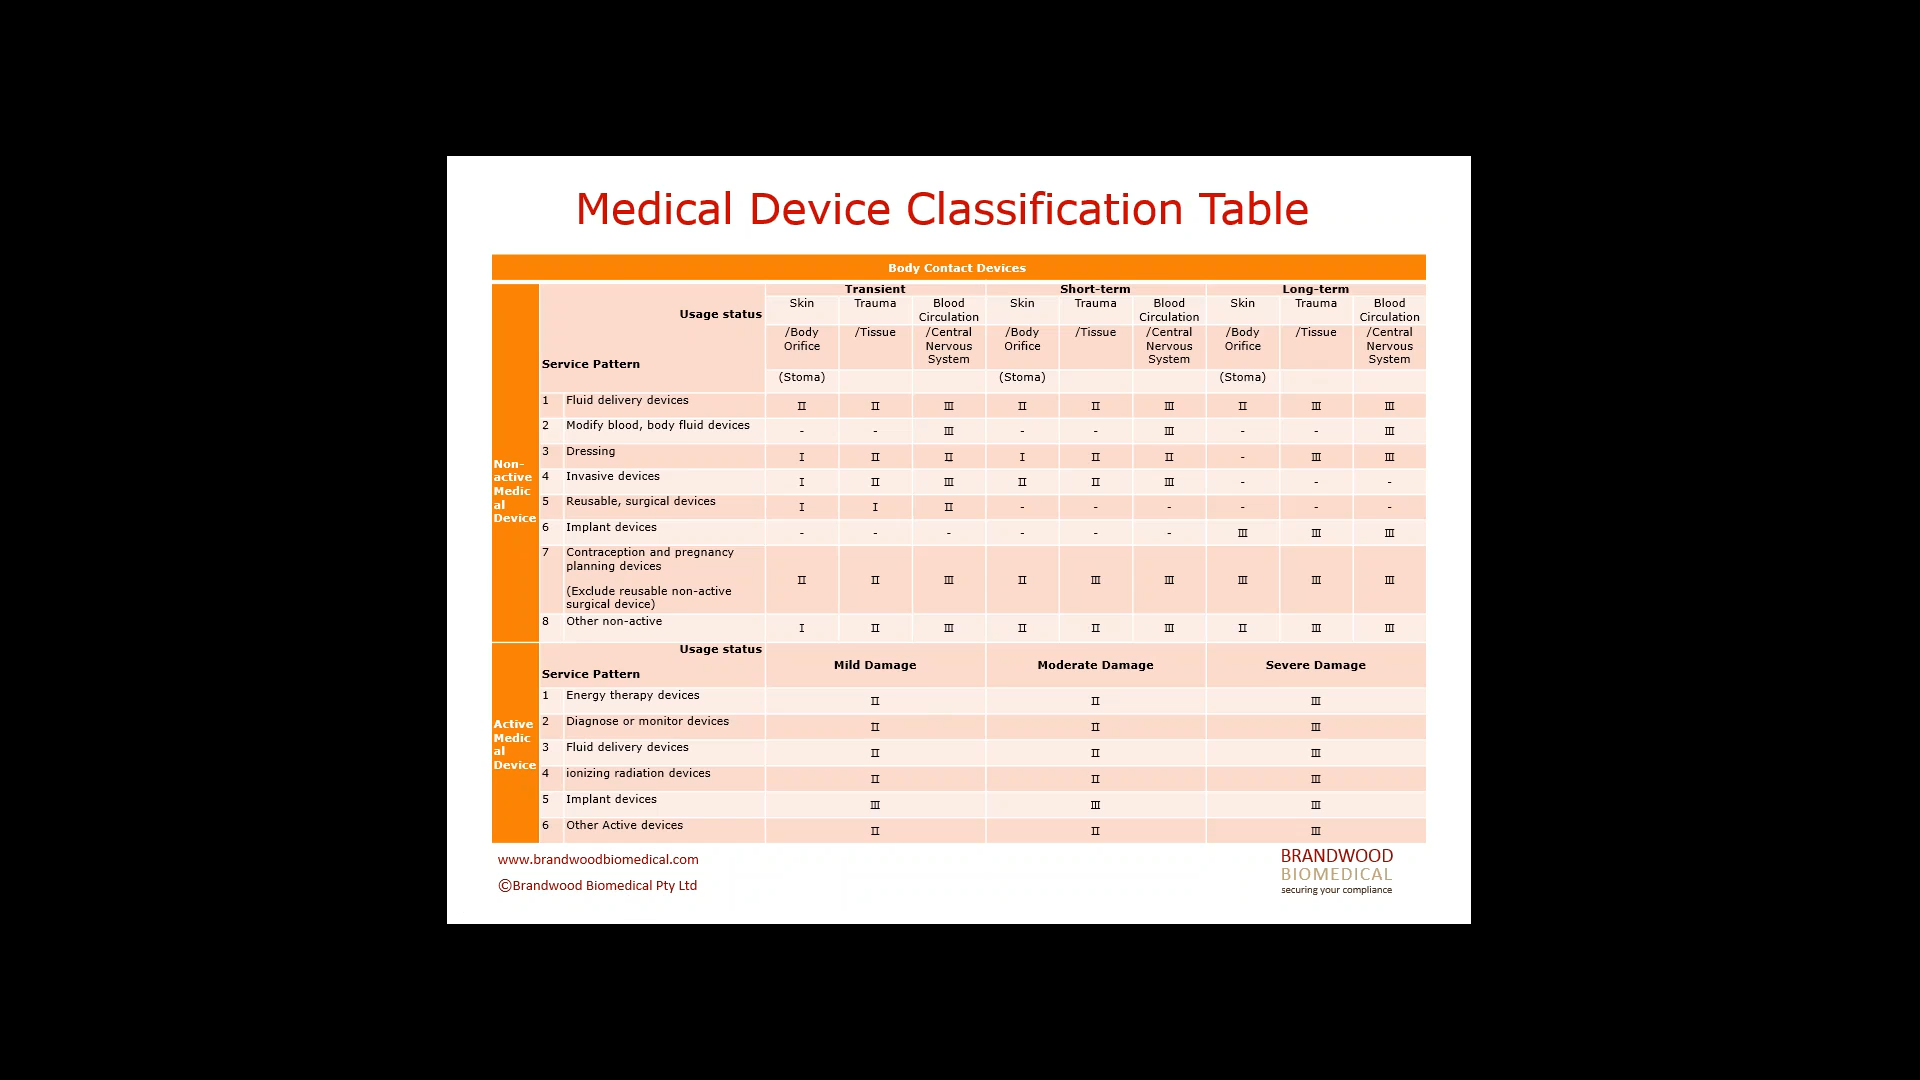 Medical Device Classification Table
Body Contact Devices
Non-
active
Medic
al
Device
Usage status
Service Pattern
Transient Short-term Long-term
Skin Trauma Blood Circulation Skin Trauma Blood Circulation Skin Trauma Blood Circulation
/Body Orifice /Tissue /Central Nervous System /Body Orifice /Tissue /Central Nervous System /Body Orifice /Tissue /Central Nervous System
(Stoma) (Stoma) (Stoma)
1 Fluid delivery devices II II III II II III II III III
2 Modify blood, body fluid devices - - III - - III - - III
3 Dressing I II II I II II - III III
4 Invasive devices I II III II II III - - -
5 Reusable, surgical devices I I II - - - - - -
6 Implant devices - - - - - - III III III
7 Contraception and pregnancy
planning devices
(Exclude reusable non-active
surgical device) II II III II III III III III III
8 Other non-active I II III II II III II III III
Active
Medic
al
Device
Usage status
Service Pattern
Mild Damage Moderate Damage Severe Damage
1 Energy therapy devices II II III
2 Diagnose or monitor devices II II III
3 Fluid delivery devices II II III
4 ionizing radiation devices II II III
5 Implant devices III III III
6 Other Active devices II II III
www.brandwoodbiomedical.com
©Brandwood Biomedical Pty Ltd
BRANDWOOD
BIOMEDICAL
securing your compliance